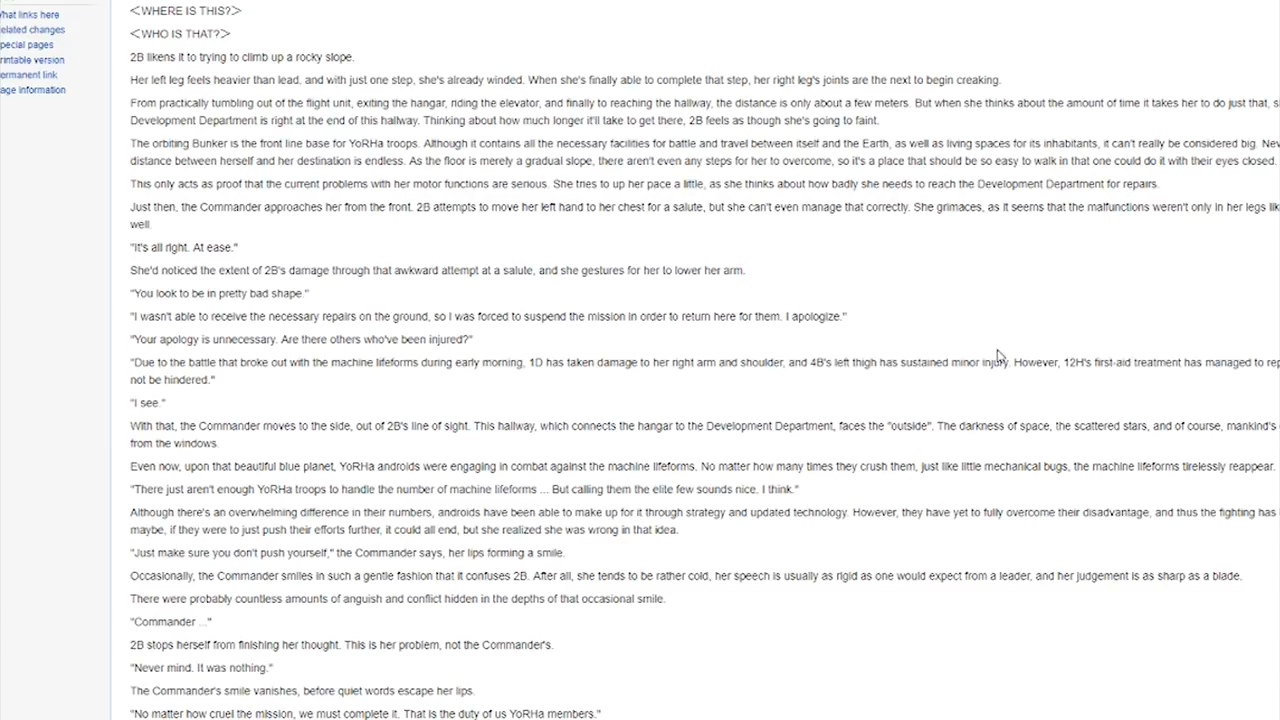 hat links here
elated changes
pecial pages
rintable version
ermanent link
age information
<WHERE IS THIS?>
<WHO IS THAT?>
2B likens it to trying to climb up a rocky slope.
Her left leg feels heavier than lead, and with just one step, she's already winded. When she's finally able to complete that step, her right leg's joints are the next to begin creaking.
From practically tumbling out of the flight unit, exiting the hangar, riding the elevator, and finally to reaching the hallway, the distance is only about a few meters. But when she thinks about the amount of time it takes her to do just that, s
Development Department is right at the end of this hallway. Thinking about how much longer it'll take to get there, 2B feels as though she's going to faint.
The orbiting Bunker is the front line base for YoRHa troops. Although it contains all the necessary facilities for battle and travel between itself and the Earth, as well as living spaces for its inhabitants, it can't really be considered big. Nev
distance between herself and her destination is endless. As the floor is merely a gradual slope, there aren't even any steps for her to overcome, so it's a place that should be so easy to walk in that one could do it with their eyes closed.
This only acts as proof that the current problems with her motor functions are serious. She tries to up her pace a little, as she thinks about how badly she needs to reach the Development Department for repairs.
Just then, the Commander approaches her from the front. 2B attempts to move her left hand to her chest for a salute, but she can't even manage that correctly. She grimaces, as it seems that the malfunctions weren't only in her legs lik
well.
"It's all right. At ease."
She'd noticed the extent of 2B's damage through that awkward attempt at a salute, and she gestures for her to lower her arm.
"You look to be in pretty bad shape."
"I wasn't able to receive the necessary repairs on the ground, so I was forced to suspend the mission in order to return here for them. I apologize."
"Your apology is unnecessary. Are there others who've been injured?"
"Due to the battle that broke out with the machine lifeforms during early morning, 1D has taken damage to her right arm and shoulder, and 4B's left thigh has sustained minor injury. However, 12H's first-aid treatment has managed to rep
not be hindered."
"I see."
With that, the Commander moves to the side, out of 2B's line of sight. This hallway, which connects the hangar to the Development Department, faces the "outside". The darkness of space, the scattered stars, and of course, mankind's
from the windows.
Even now, upon that beautiful blue planet, YoRHa androids were engaging in combat against the machine lifeforms. No matter how many times they crush them, just like little mechanical bugs, the machine lifeforms tirelessly reappear.
"There just aren't enough YoRHa troops to handle the number of machine lifeforms ... But calling them the elite few sounds nice, I think."
Although there's an overwhelming difference in their numbers, androids have been able to make up for it through strategy and updated technology. However, they have yet to fully overcome their disadvantage, and thus the fighting has
maybe, if they were to just push their efforts further, it could all end, but she realized she was wrong in that idea.
"Just make sure you don't push yourself," the Commander says, her lips forming a smile.
Occasionally, the Commander smiles in such a gentle fashion that it confuses 2B. After all, she tends to be rather cold, her speech is usually as rigid as one would expect from a leader, and her judgement is as sharp as a blade.
There were probably countless amounts of anguish and conflict hidden in the depths of that occasional smile.
"Commander ..."
2B stops herself from finishing her thought. This is her problem, not the Commander's.
"Never mind. It was nothing."
The Commander's smile vanishes, before quiet words escape her lips.
"No matter how cruel the mission, we must complete it. That is the duty of us YoRHa members."